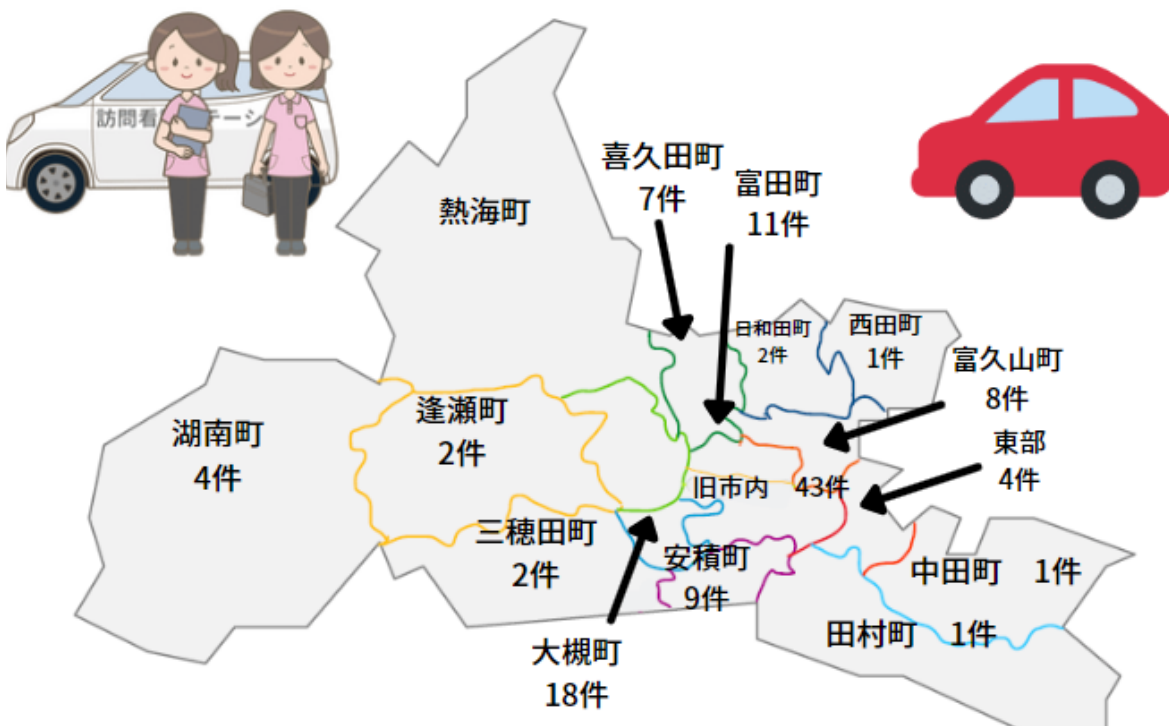 訪問看
テーシ
喜久田町
7件
富田町
11件
熱海町
日和田町
2件
西田町
1件
富久山町
8件
湖南町
4件
逢瀬町
2件
東部
4件
旧市内 43件
三穂田町
2件
安積町
9件
中田町 1件
田村町 1件
大槻町
18件